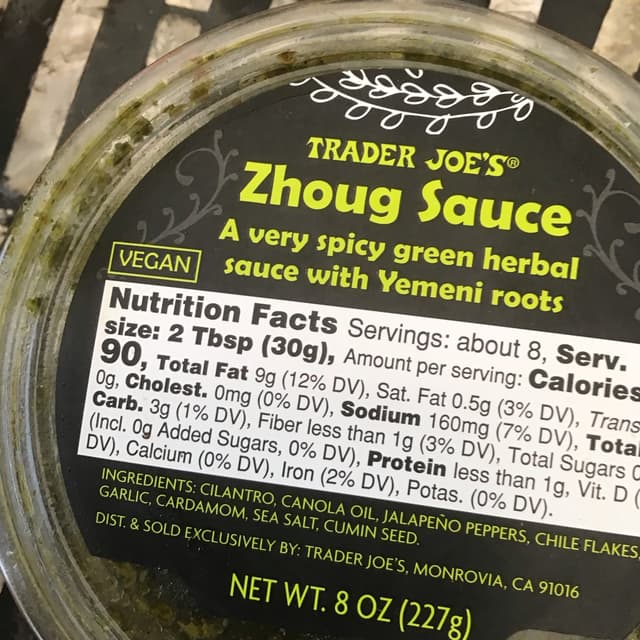 TRADER JOE'S®
Zhoug Sauce
A very spicy green herbal
sauce with Yemeni roots
VEGAN
Nutrition Facts Servings: about 8, Serv.
size: 2 Tbsp (30g), Amount per serving: Calories
90, Total Fat 9g (12% DV), Sat. Fat 0.5g (3% DV), Trans
0g, Cholest. 0mg (0% DV), Sodium 160mg (7% DV), Total
Carb. 3g (1% DV), Fiber less than 1g (3% DV), Total Sugars 0
(Incl. 0g Added Sugars, 0% DV), Protein less than 1g, Vit. D (
DV), Calcium (0% DV), Iron (2% DV), Potas. (0% DV).
INGREDIENTS: CILANTRO, CANOLA OIL, JALAPEÑO PEPPERS, CHILE FLAKES,
GARLIC, CARDAMOM, SEA SALT, CUMIN SEED.
DIST. & SOLD EXCLUSIVELY BY: TRADER JOE'S, MONROVIA, CA 91016
NET WT. 8 OZ (227g)